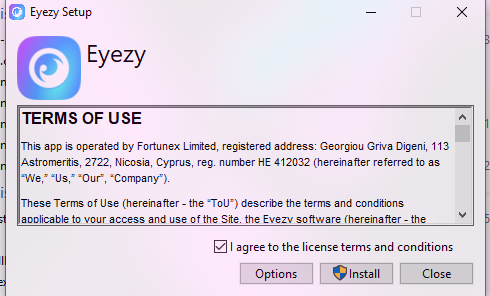 Eyezy Setup
Eyezy
TERMS OF USE
This app is operated by Fortunex Limited, registered address: Georgiou Griva Digeni, 113
Astromeritis, 2722, Nicosia, Cyprus, reg. number HE 412032 (hereinafter referred to as
“We,” “Us,” “Our”, “Company”).
These Terms of Use (hereinafter - the “ToU”) describe the terms and conditions
applicable to your access and use of the Site, the Eyezy software (hereinafter - the
I agree to the license terms and conditions
Options
Install
Close